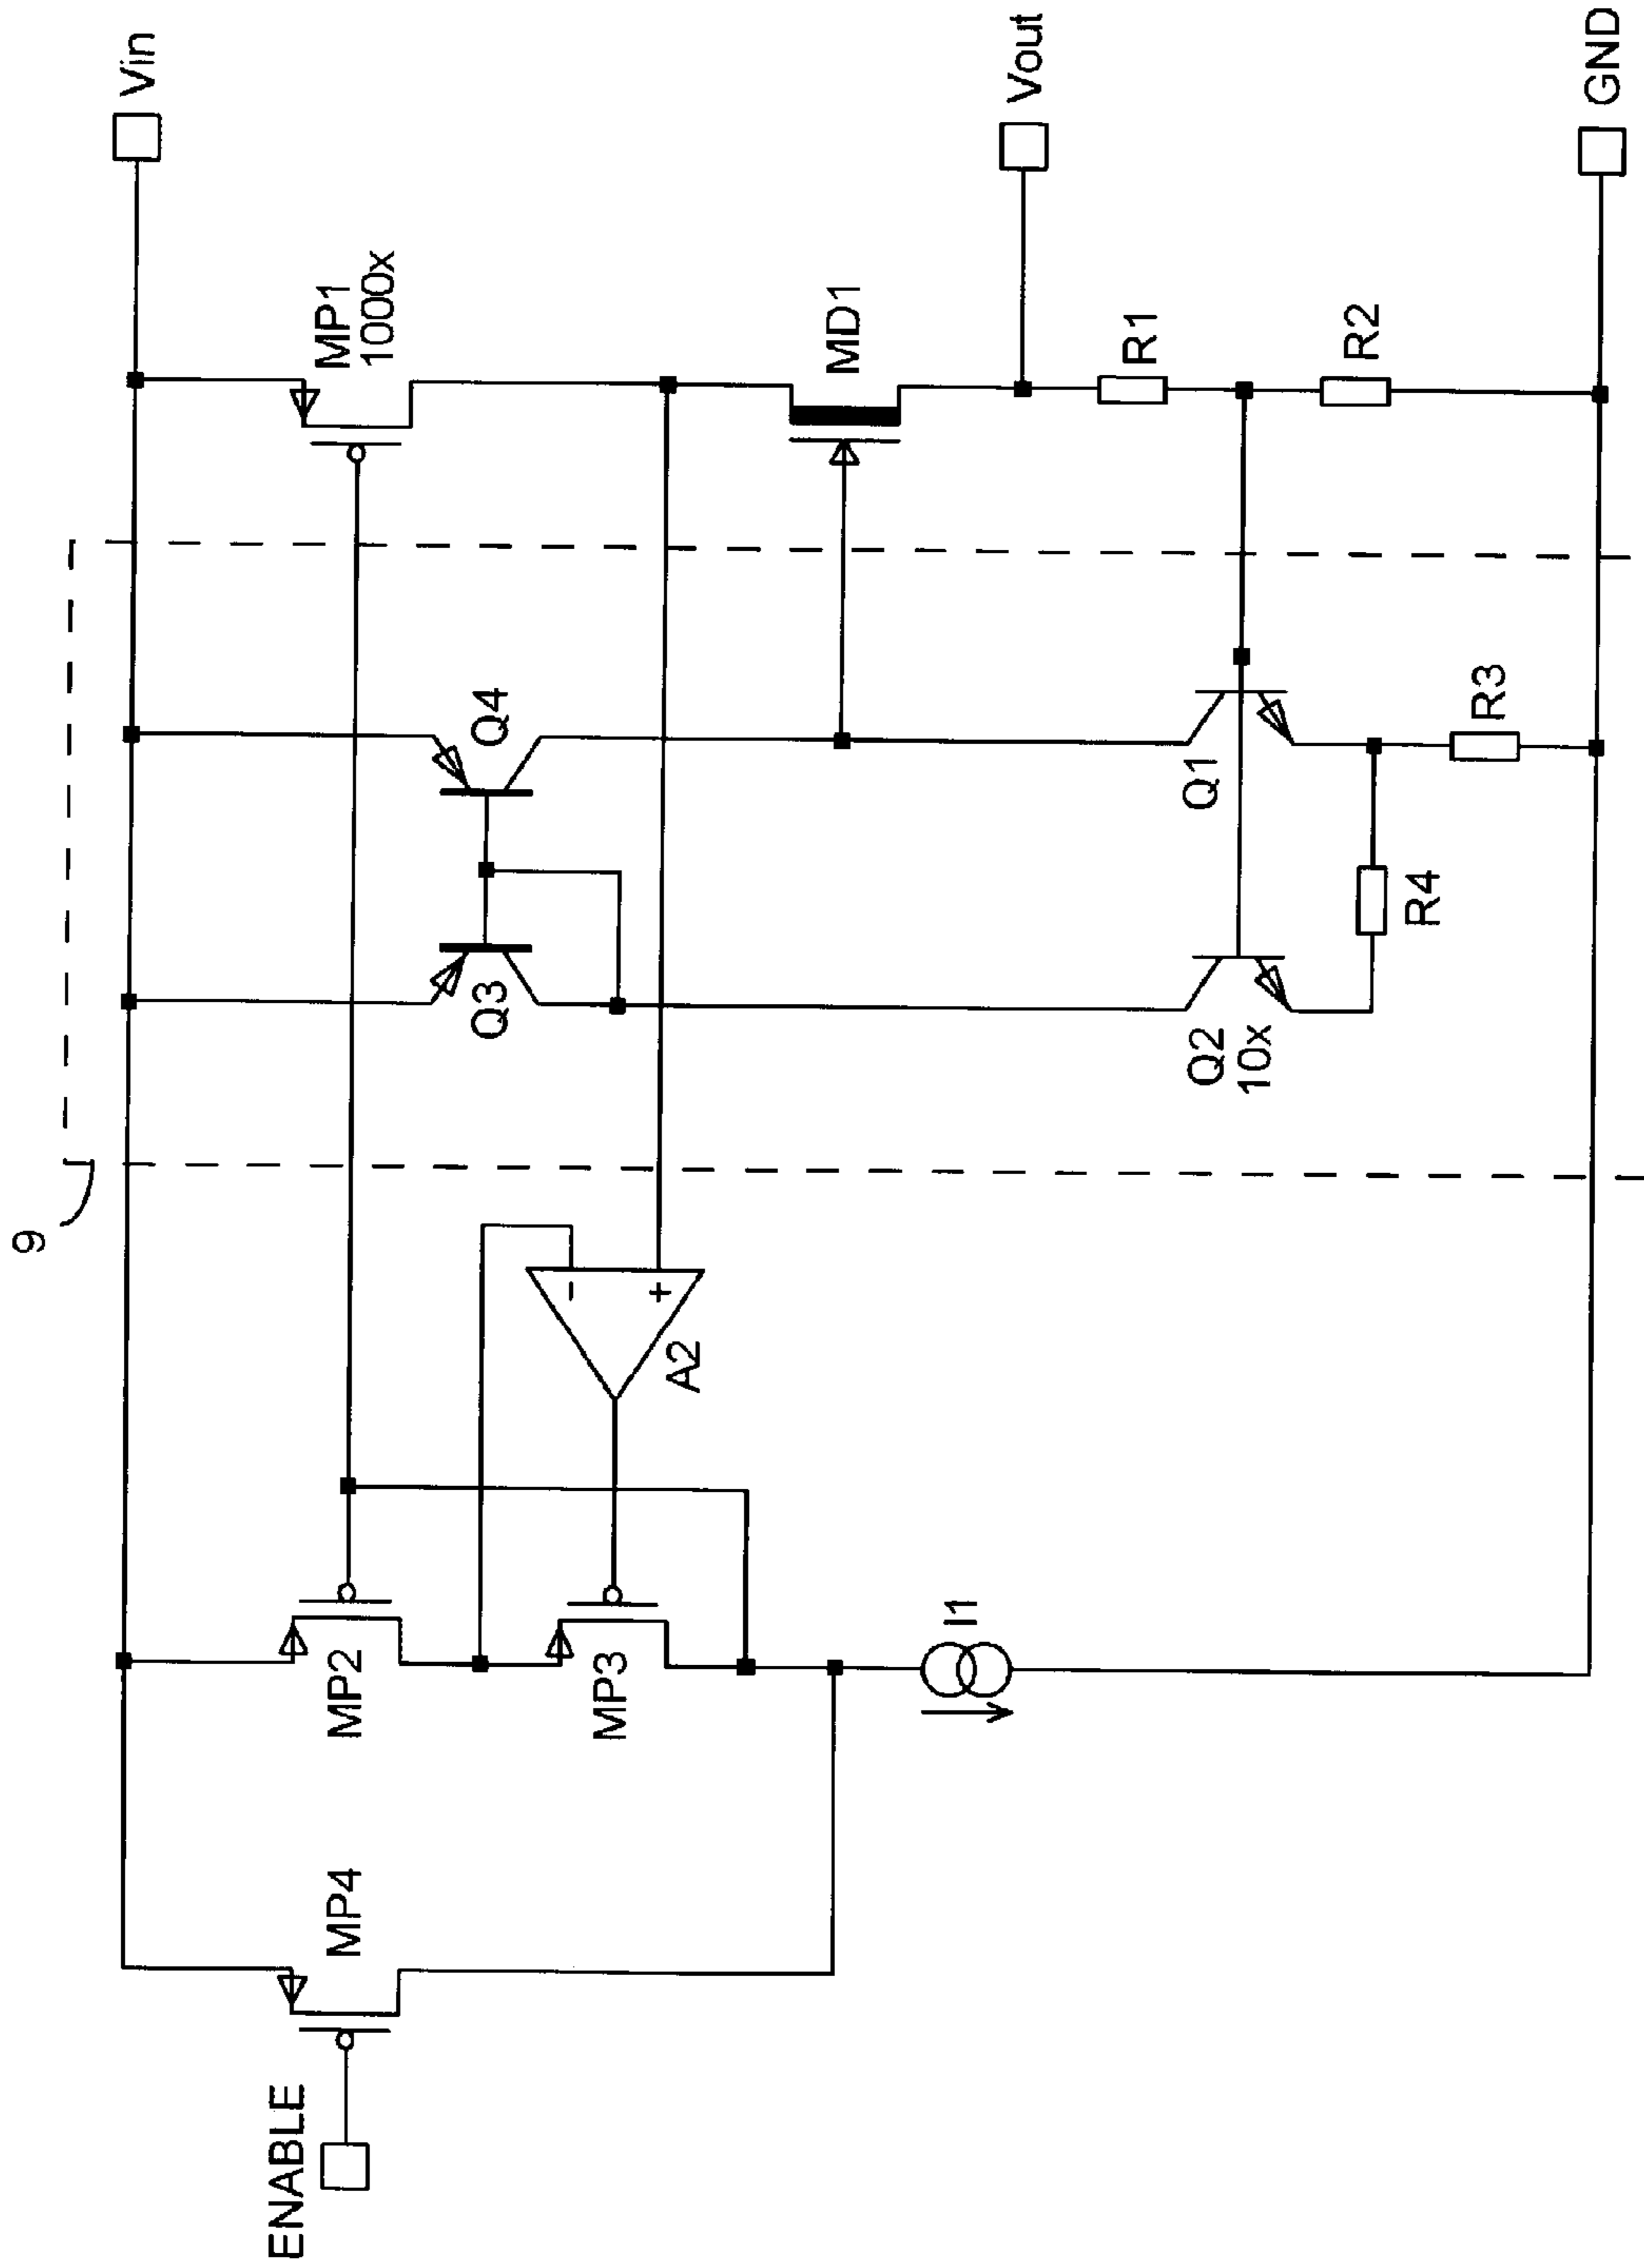 9
Vin
MP1
1000x
Q4
Q3
MP2
MP4
ENABLE
MP3
A2
-
+
MD1
Vout
I1
R1
R2
Q1
Q2
10x
R3
R4
GND